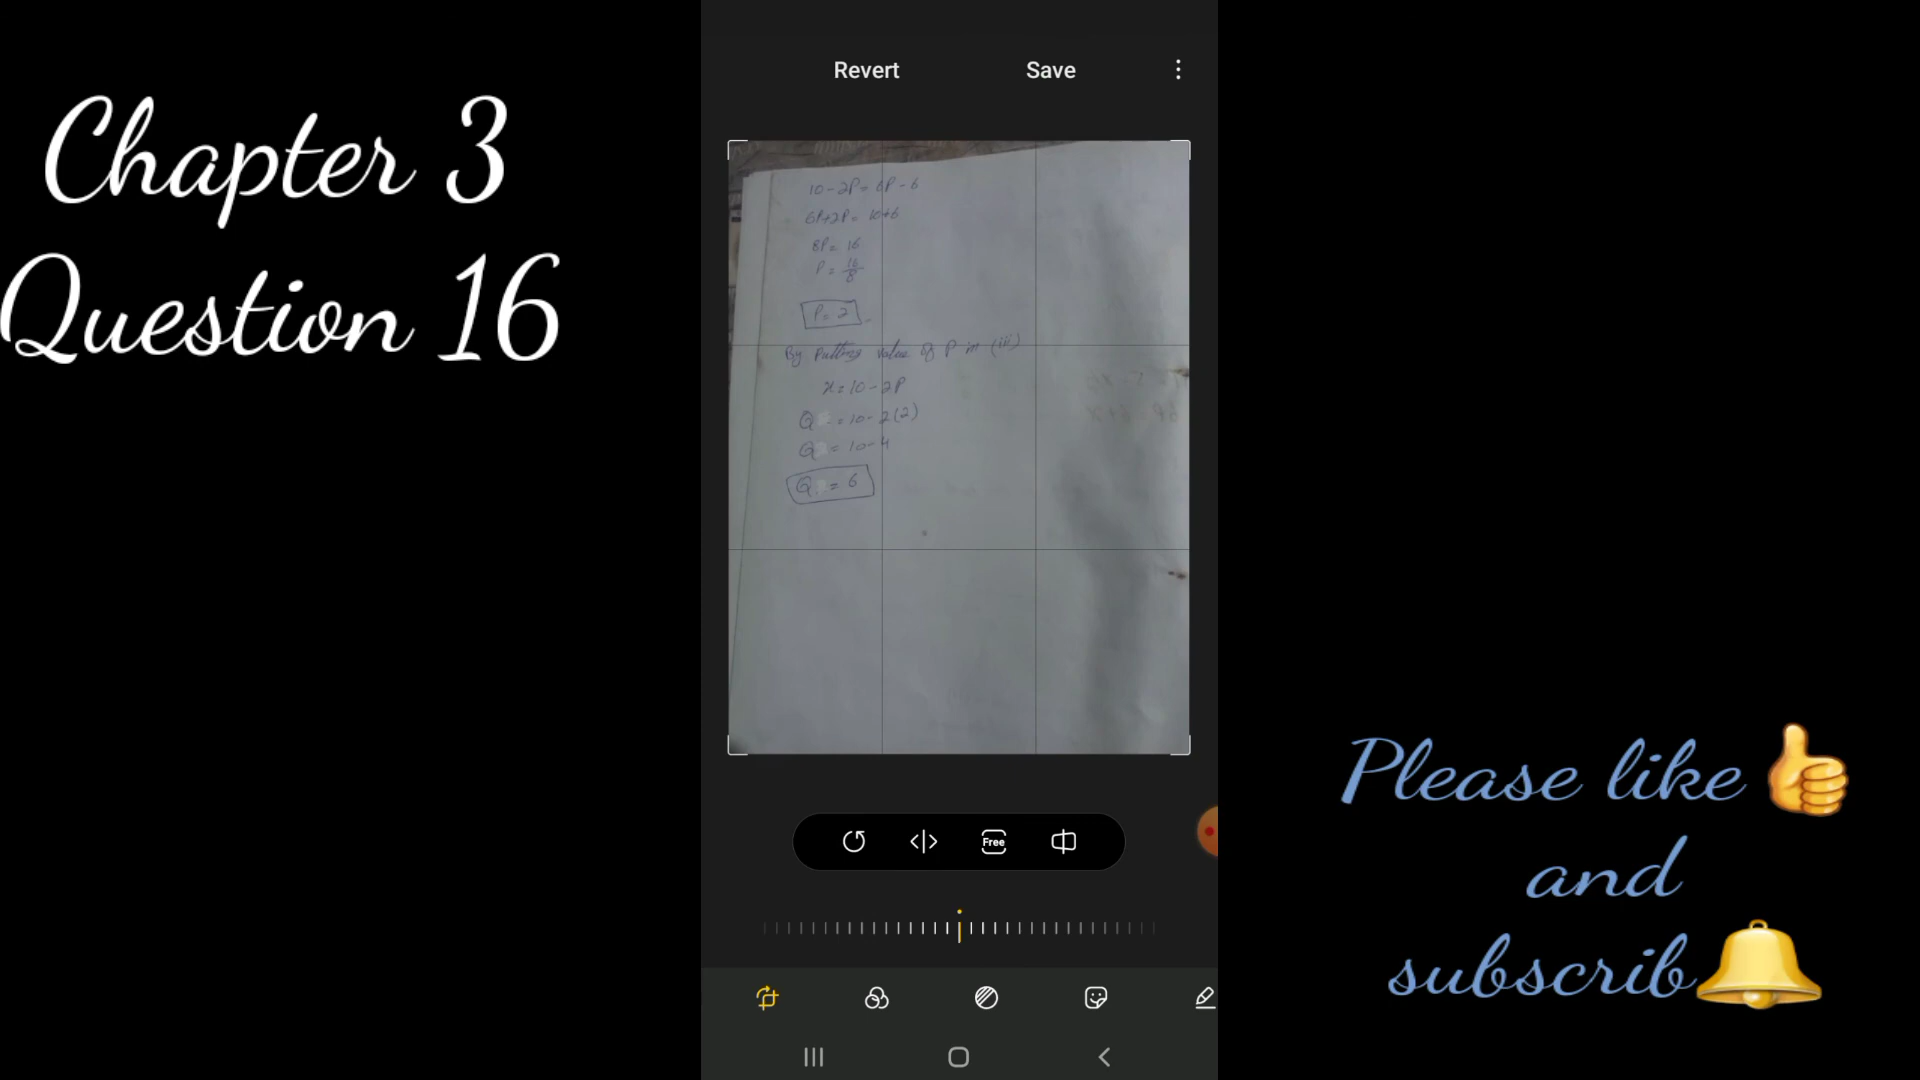 Chapter 3
Question 16
Revert Save
10 - 2P = 6P - 6
6P + 2P = 10 + 6
8P = 16
P = 16/8
P = 2
By putting value of P in (iii)
x = 10 - 2P
Q = 10 - 2(2)
Q = 10 - 4
Q = 6
Free
Please like 👍
and
subscrib🔔